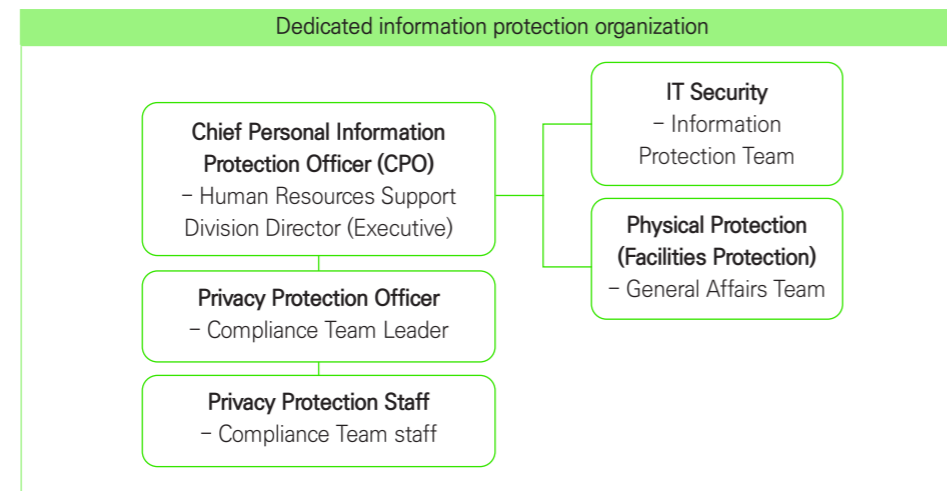 Dedicated information protection organization
Chief Personal Information
Protection Officer (CPO)
– Human Resources Support
Division Director (Executive)
Privacy Protection Officer
– Compliance Team Leader
Privacy Protection Staff
– Compliance Team staff
IT Security
– Information
Protection Team
Physical Protection
(Facilities Protection)
– General Affairs Team